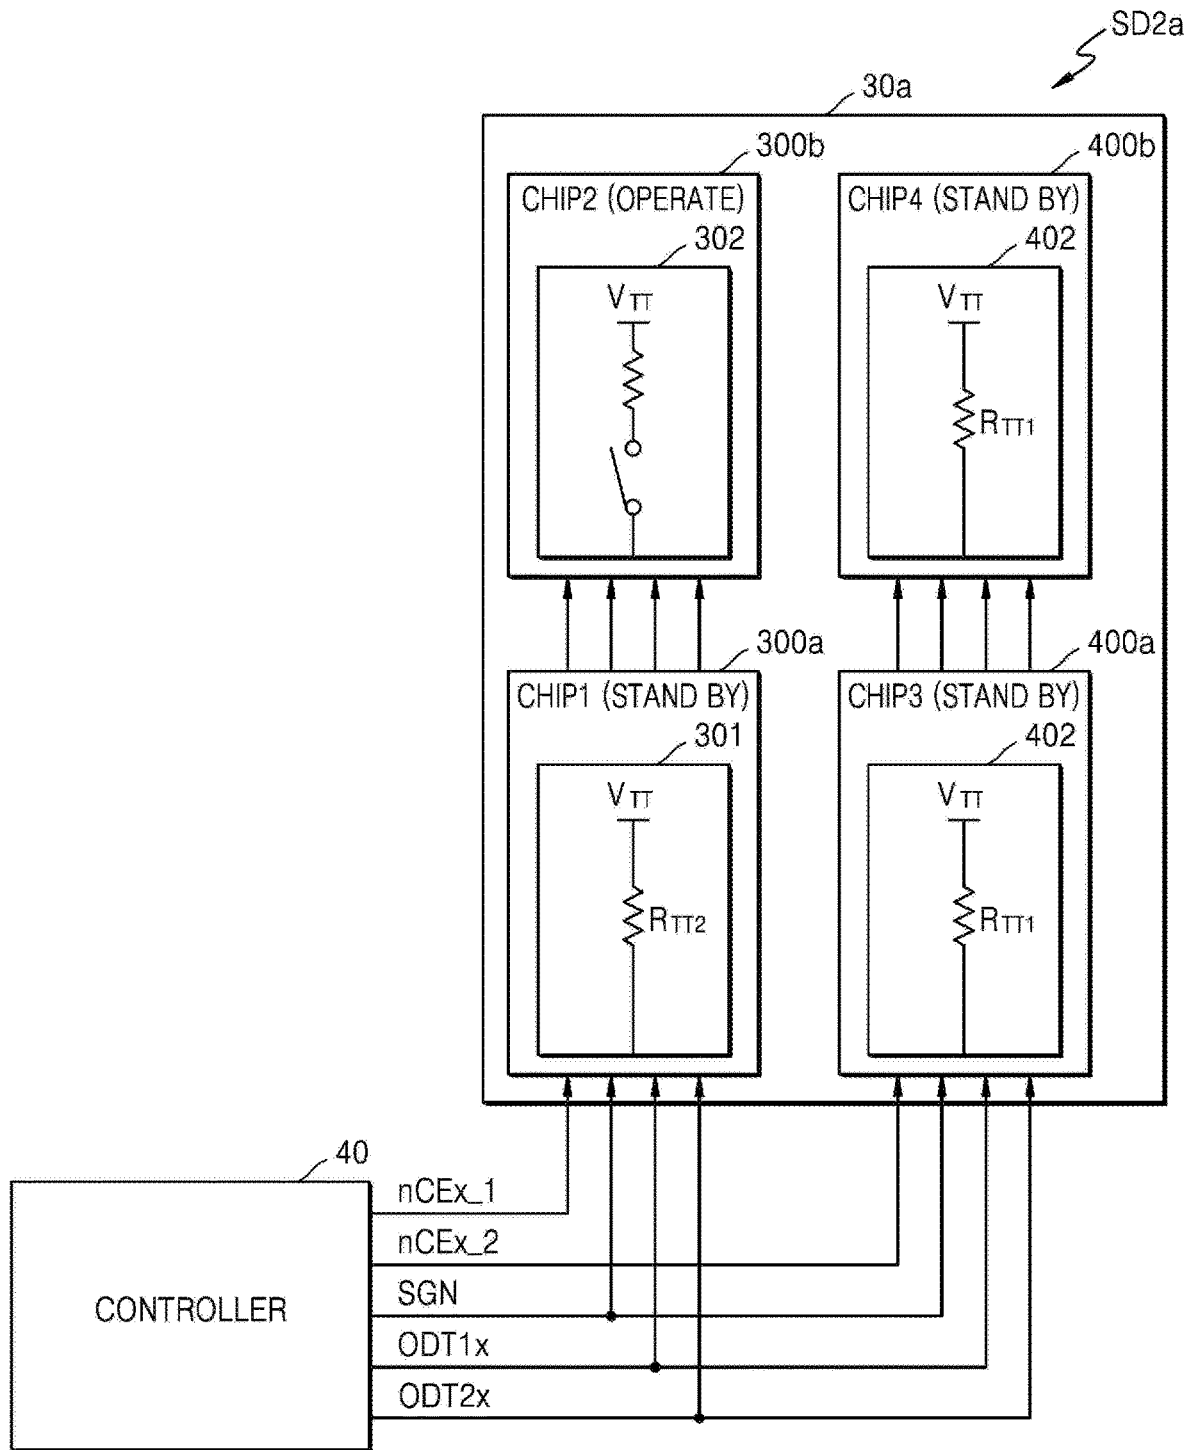 SD2a
30a
300b
400b
CHIP2 (OPERATE)
CHIP4 (STAND BY)
302
402
VTT
VTT
RTT1
300a
400a
CHIP1 (STAND BY)
CHIP3 (STAND BY)
301
402
VTT
VTT
RTT2
RTT1
40
nCEx_1
nCEx_2
SGN
CONTROLLER
ODT1x
ODT2x